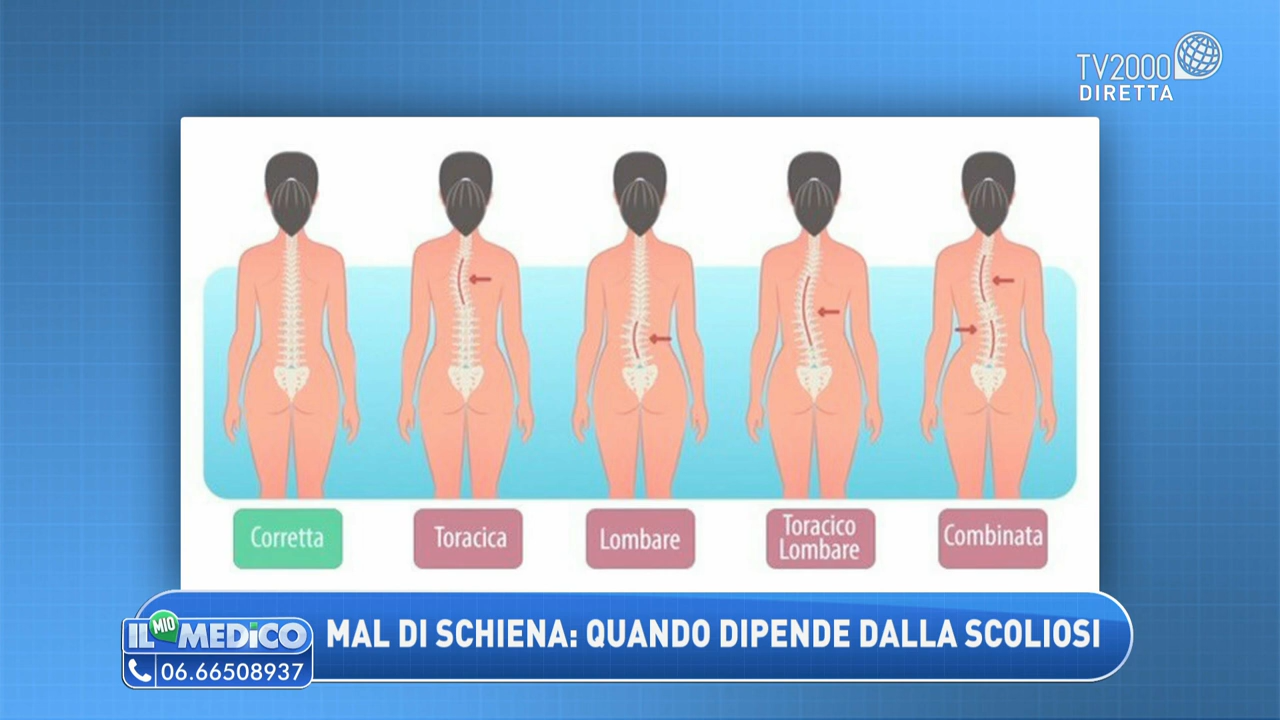 TV2000
DIRETTA
Corretta
Toracica
Lombare
Toracico
Lombare
Combinata
IL MIO MEDICO
06.66508937
MAL DI SCHIENA: QUANDO DIPENDE DALLA SCOLIOSI